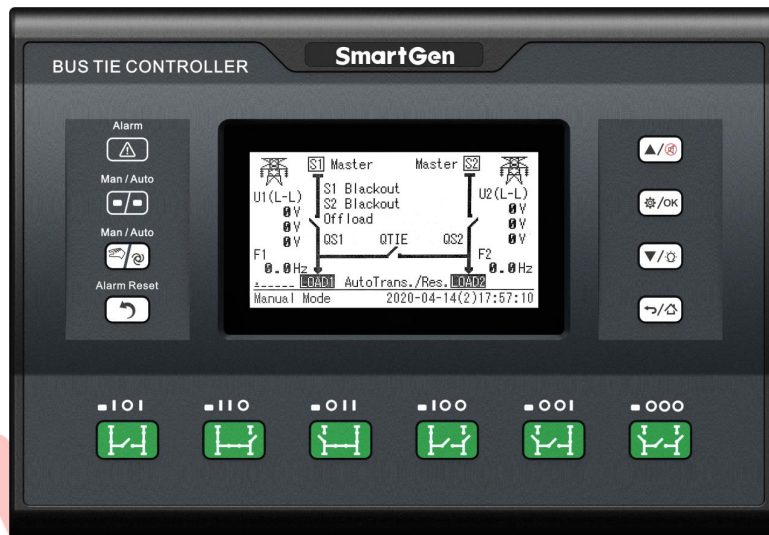 SmartGen
BUS TIE CONTROLLER
Alarm
Man / Auto
Man / Auto
Alarm Reset
S1 Master
Master S2
U1(L-L)
0V
0V
0V
F1
0.0Hz
S1 Blackout
S2 Blackout
Offload
QS1 QTIE QS2
U2(L-L)
0V
0V
0V
F2
0.0Hz
LOAD1 AutoTrans./Res. LOAD2
Manual Mode 2020-04-14(2)17:57:10
/OK
101
110
011
100
001
000